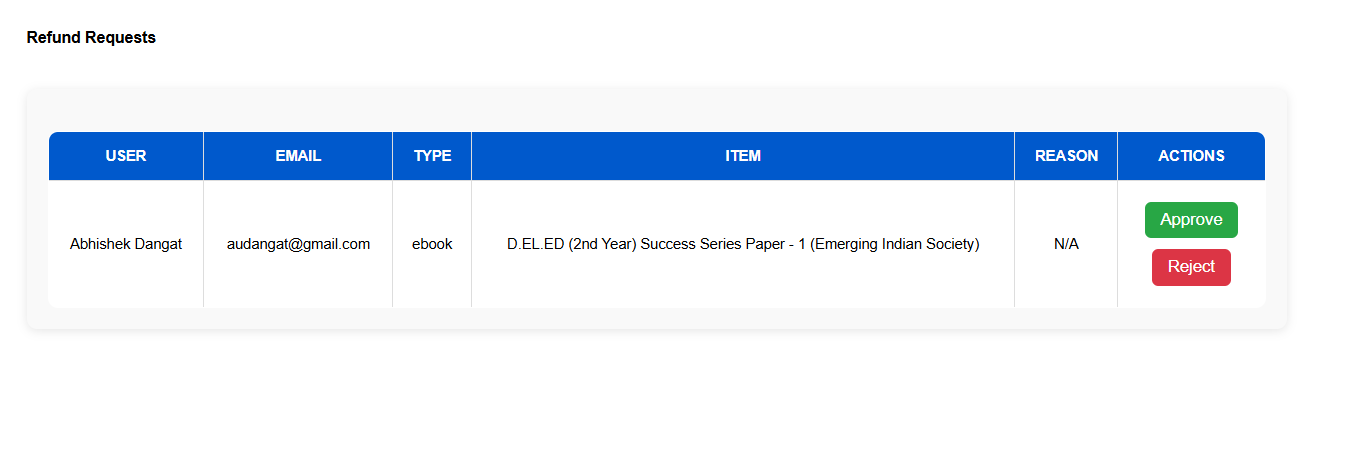 Refund Requests
USER EMAIL TYPE ITEM REASON ACTIONS
Abhishek Dangat audangat@gmail.com ebook D.EL.ED (2nd Year) Success Series Paper - 1 (Emerging Indian Society) N/A Approve
Reject